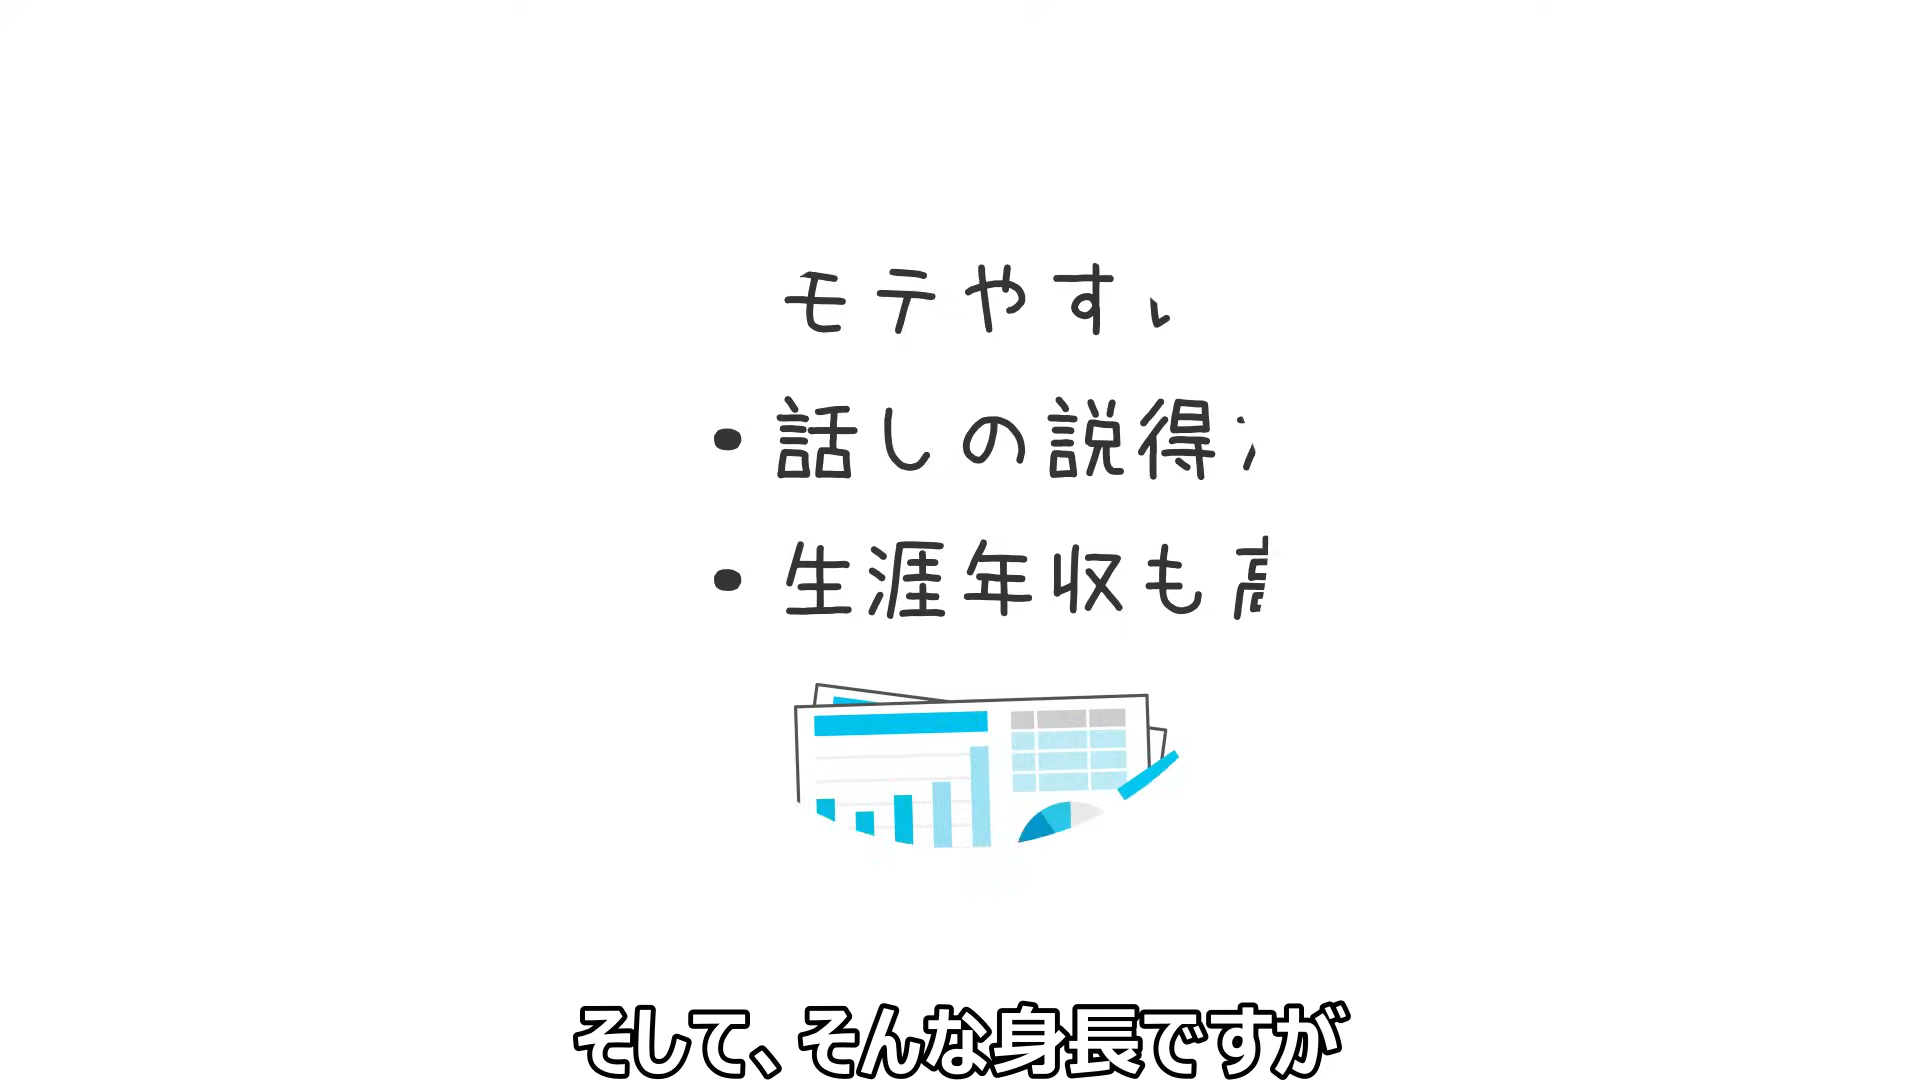 モテやす
・話しの説得
・生涯年収も
そして、そんな身長ですが